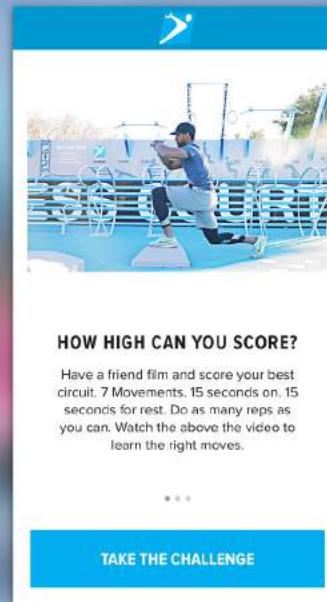 HOW HIGH CAN YOU SCORE?
Have a friend film and score your best
circuit. 7 Movements. 15 seconds on. 15
seconds for rest. Do as many reps as
you can. Watch the above the video to
learn the right moves.
TAKE THE CHALLENGE